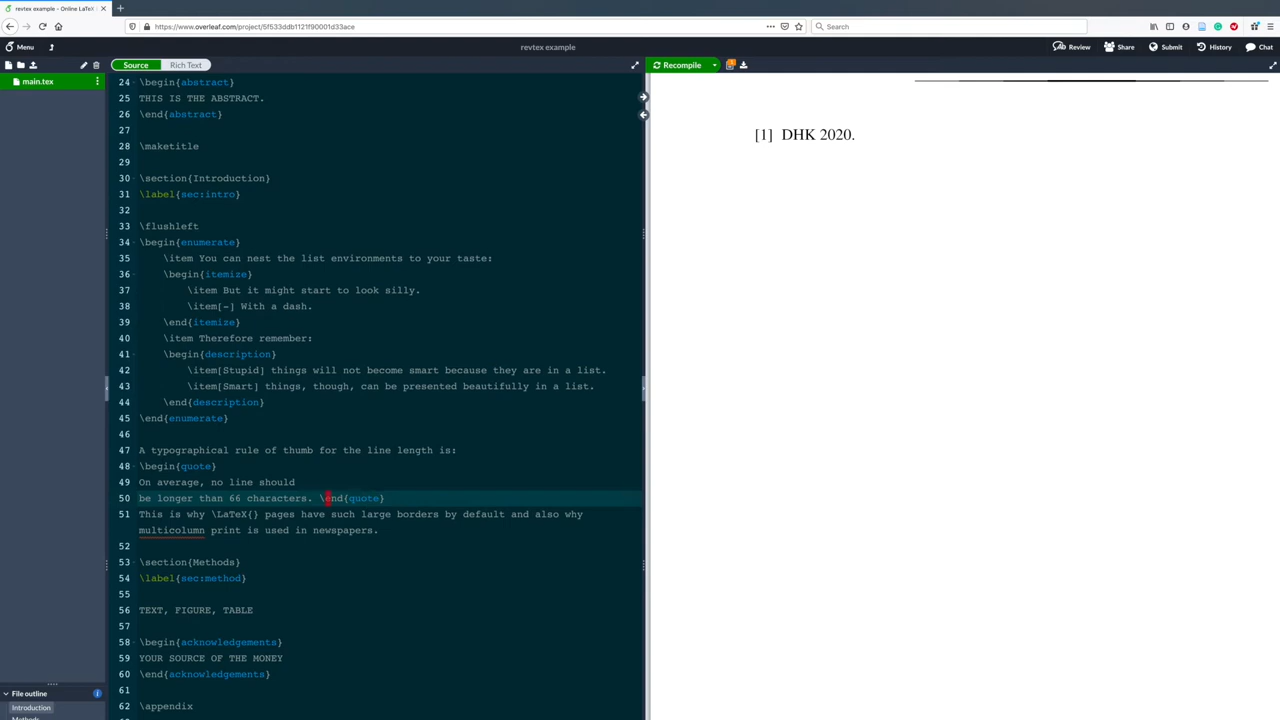 revtex example - Online LaTeX
×
+
https://www.overleaf.com/project/5f533ddb1121f90001d33ace
Search
Menu
revtex example
Review
Share
Submit
History
Chat
Source
Rich Text
Recompile
main.tex
24 \begin{abstract}
25 THIS IS THE ABSTRACT.
26 \end{abstract}
27
28 \maketitle
29
30 \section{Introduction}
31 \label{sec:intro}
32
33 \flushleft
34 \begin{enumerate}
35 \item You can nest the list environments to your taste:
36 \begin{itemize}
37 \item But it might start to look silly.
38 \item[-] With a dash.
39 \end{itemize}
40 \item Therefore remember:
41 \begin{description}
42 \item[Stupid] things will not become smart because they are in a list.
43 \item[Smart] things, though, can be presented beautifully in a list.
44 \end{description}
45 \end{enumerate}
46
47 A typographical rule of thumb for the line length is:
48 \begin{quote}
49 On average, no line should
50 be longer than 66 characters. \end{quote}
51 This is why \LaTeX{} pages have such large borders by default and also why
multicolumn print is used in newspapers.
52
53 \section{Methods}
54 \label{sec:method}
55
56 TEXT, FIGURE, TABLE
57
58 \begin{acknowledgements}
59 YOUR SOURCE OF THE MONEY
60 \end{acknowledgements}
61
62 \appendix
[1] DHK 2020.
File outline
Introduction
Methods